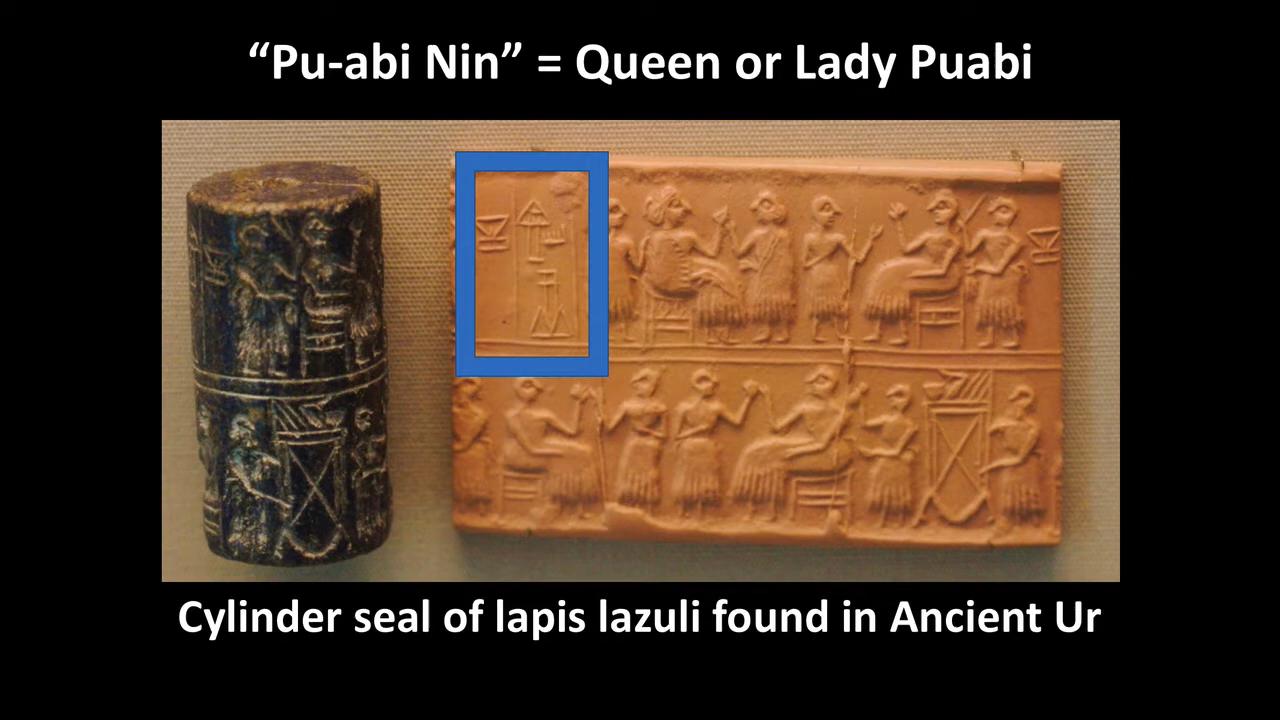 “Pu-abi Nin” = Queen or Lady Puabi
Cylinder seal of lapis lazuli found in Ancient Ur